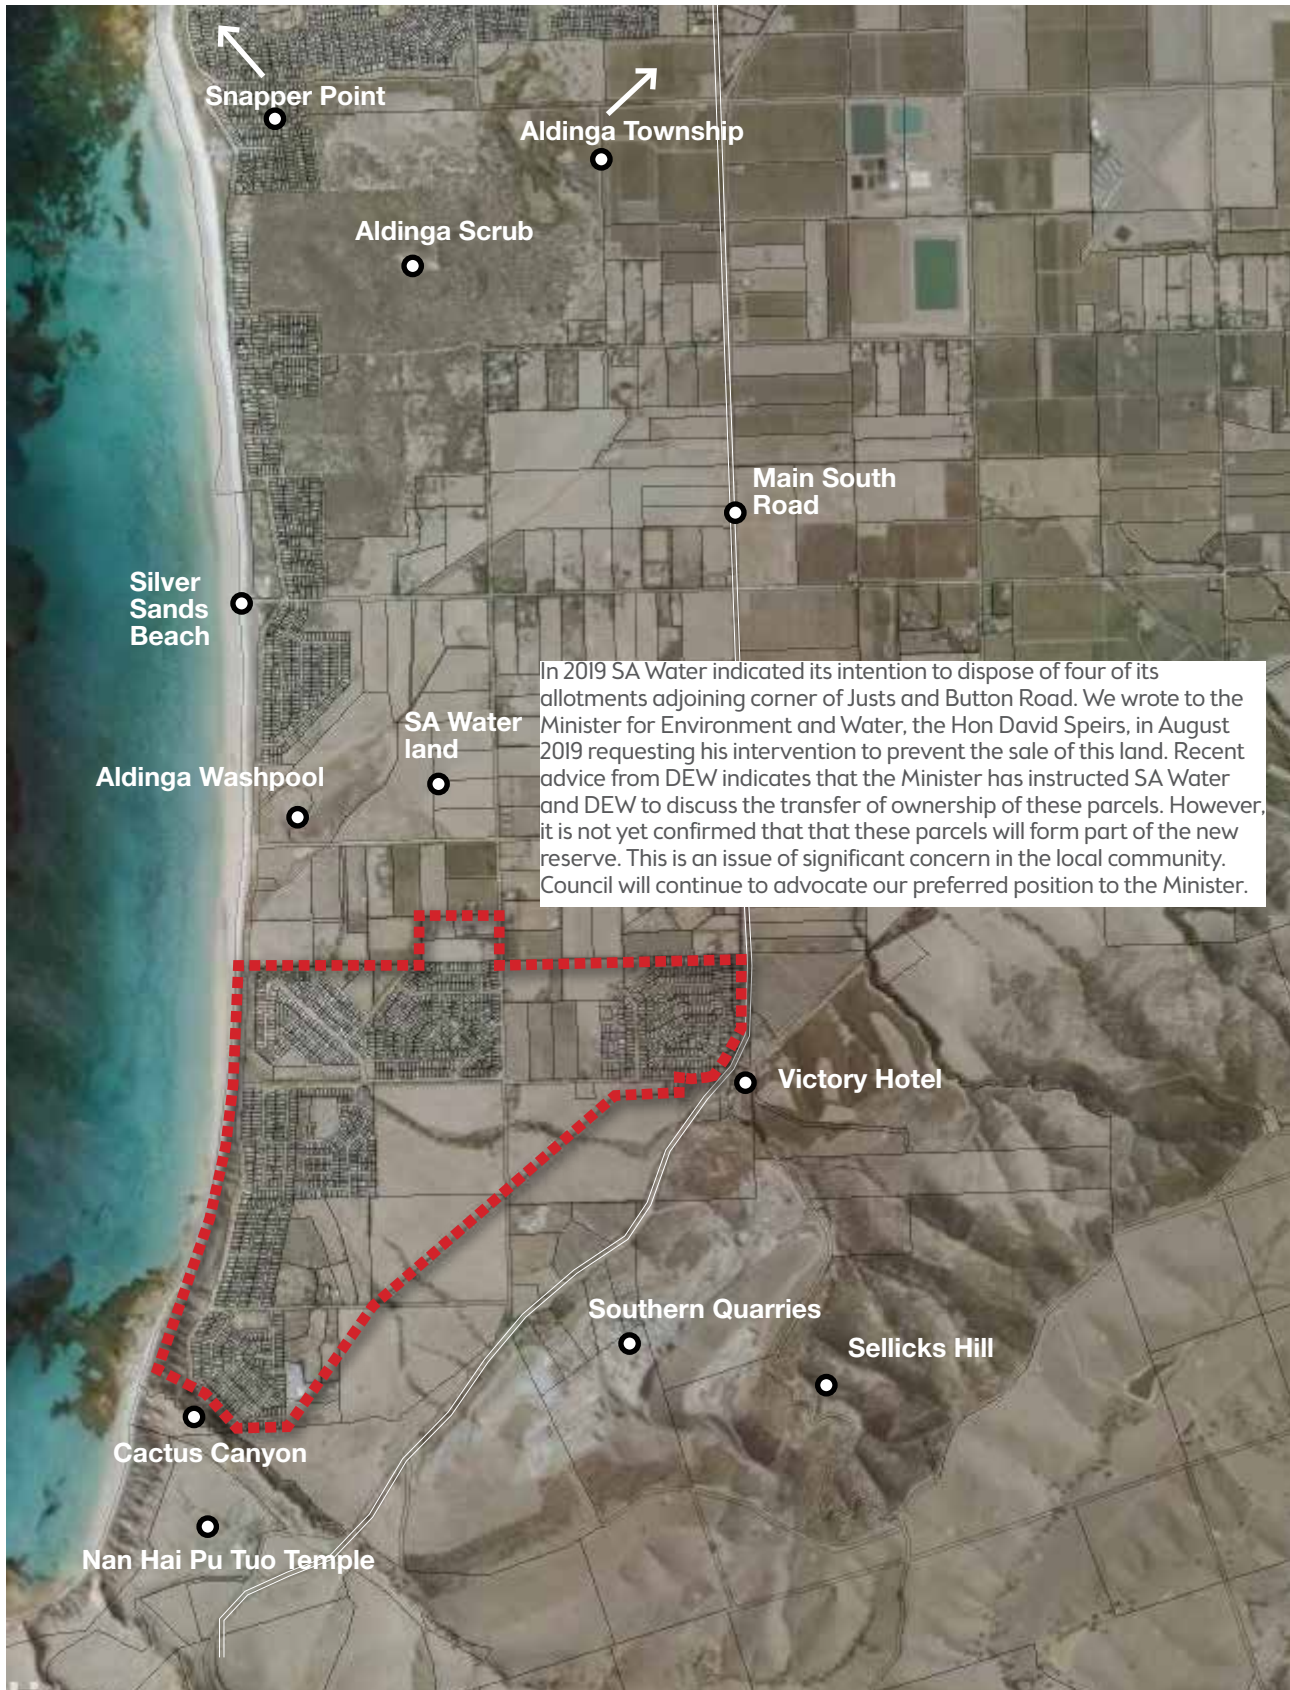 Snapper Point
Aldinga Township
Aldinga Scrub
Main South
Road
Silver
Sands
Beach
In 2019 SA Water indicated its intention to dispose of four of its
allotments adjoining corner of Justs and Button Road. We wrote to the
Minister for Environment and Water, the Hon David Speirs, in August
2019 requesting his intervention to prevent the sale of this land. Recent
advice from DEW indicates that the Minister has instructed SA Water
and DEW to discuss the transfer of ownership of these parcels. However,
it is not yet confirmed that that these parcels will form part of the new
reserve. This is an issue of significant concern in the local community.
Council will continue to advocate our preferred position to the Minister.
SA Water
land
Aldinga Washpool
Victory Hotel
Southern Quarries
Sellicks Hill
Cactus Canyon
Nan Hai Pu Tuo Temple